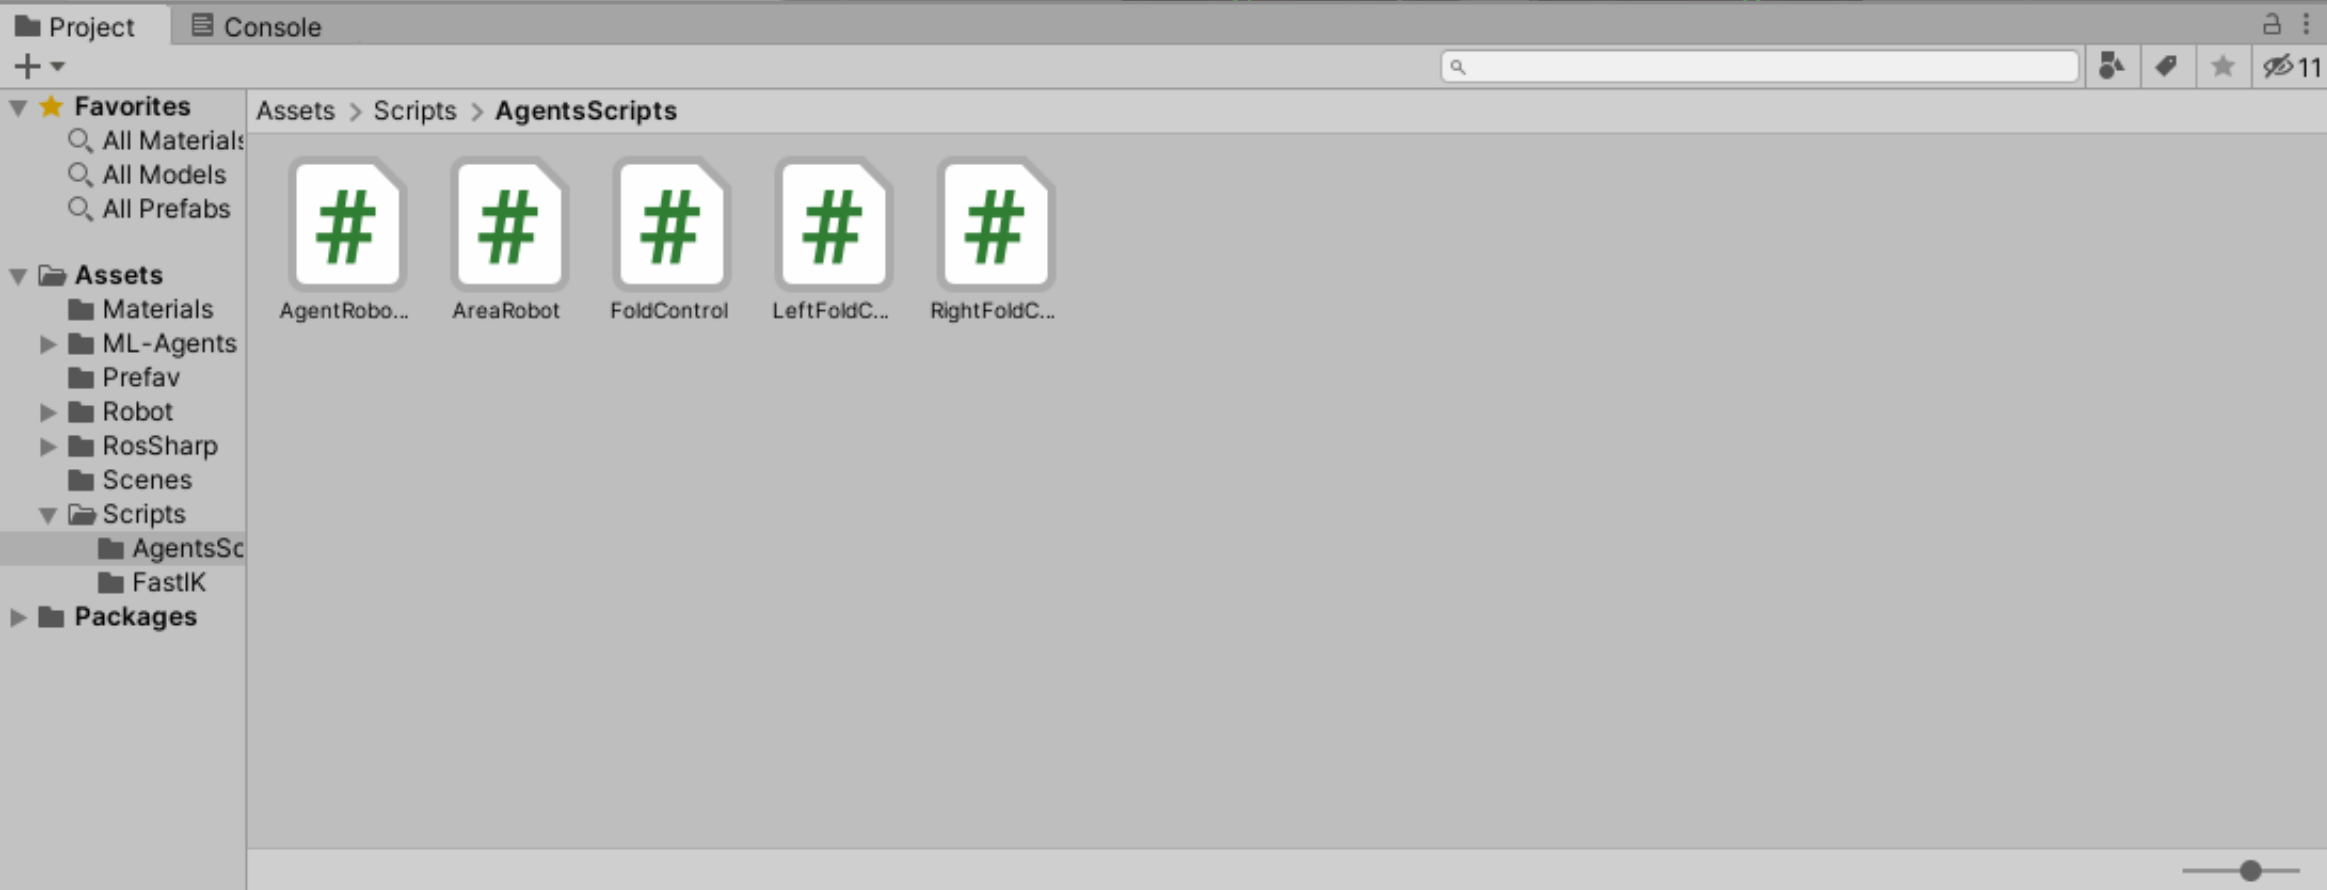 Project
Console
11
Favorites
All Materials
All Models
All Prefabs
Assets
Materials
ML-Agents
Prefav
Robot
RosSharp
Scenes
Scripts
AgentsSc
FastIK
Packages
Assets > Scripts > AgentsScripts
# # # # #
AgentRobo... AreaRobot FoldControl LeftFoldC... RightFoldC...